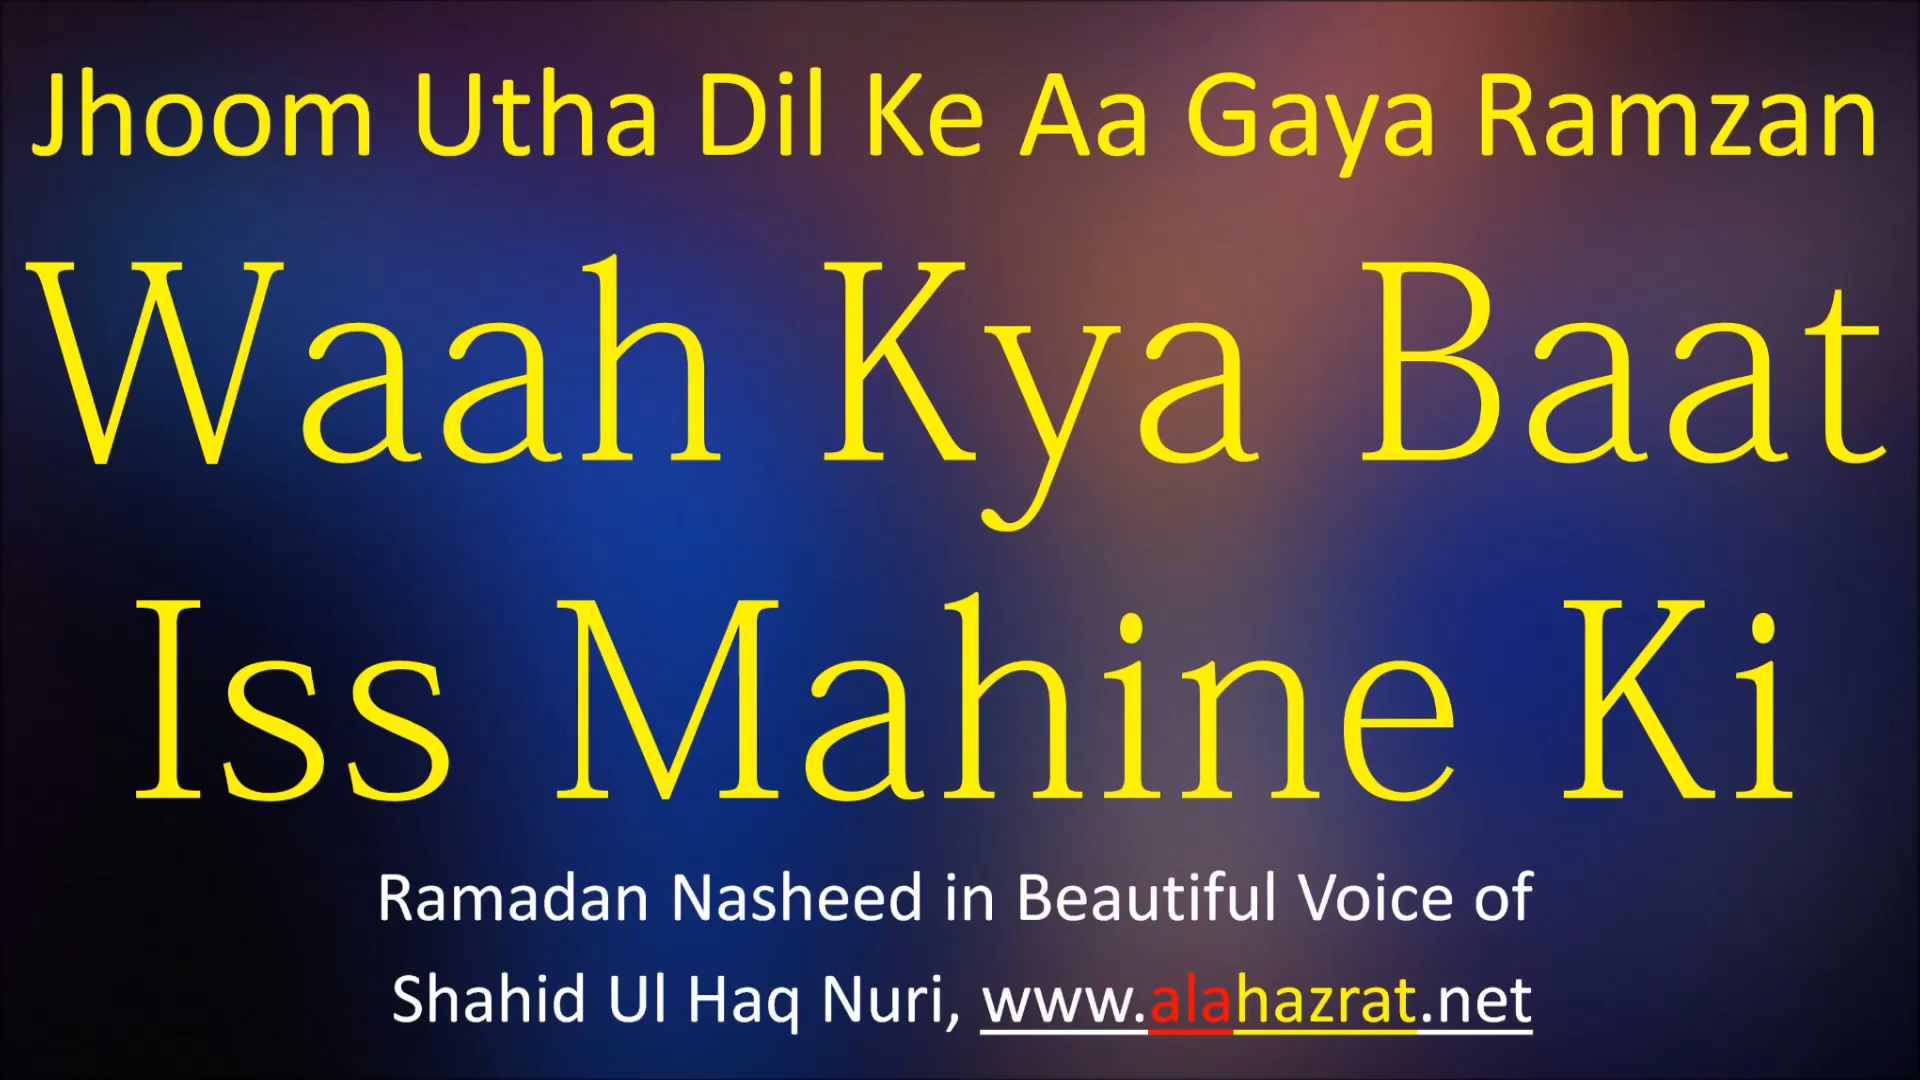 Jhoom Utha Dil Ke Aa Gaya Ramzan
Waah Kya Baat
Iss Mahine Ki
Ramadan Nasheed in Beautiful Voice of
Shahid Ul Haq Nuri, www.alahazrat.net